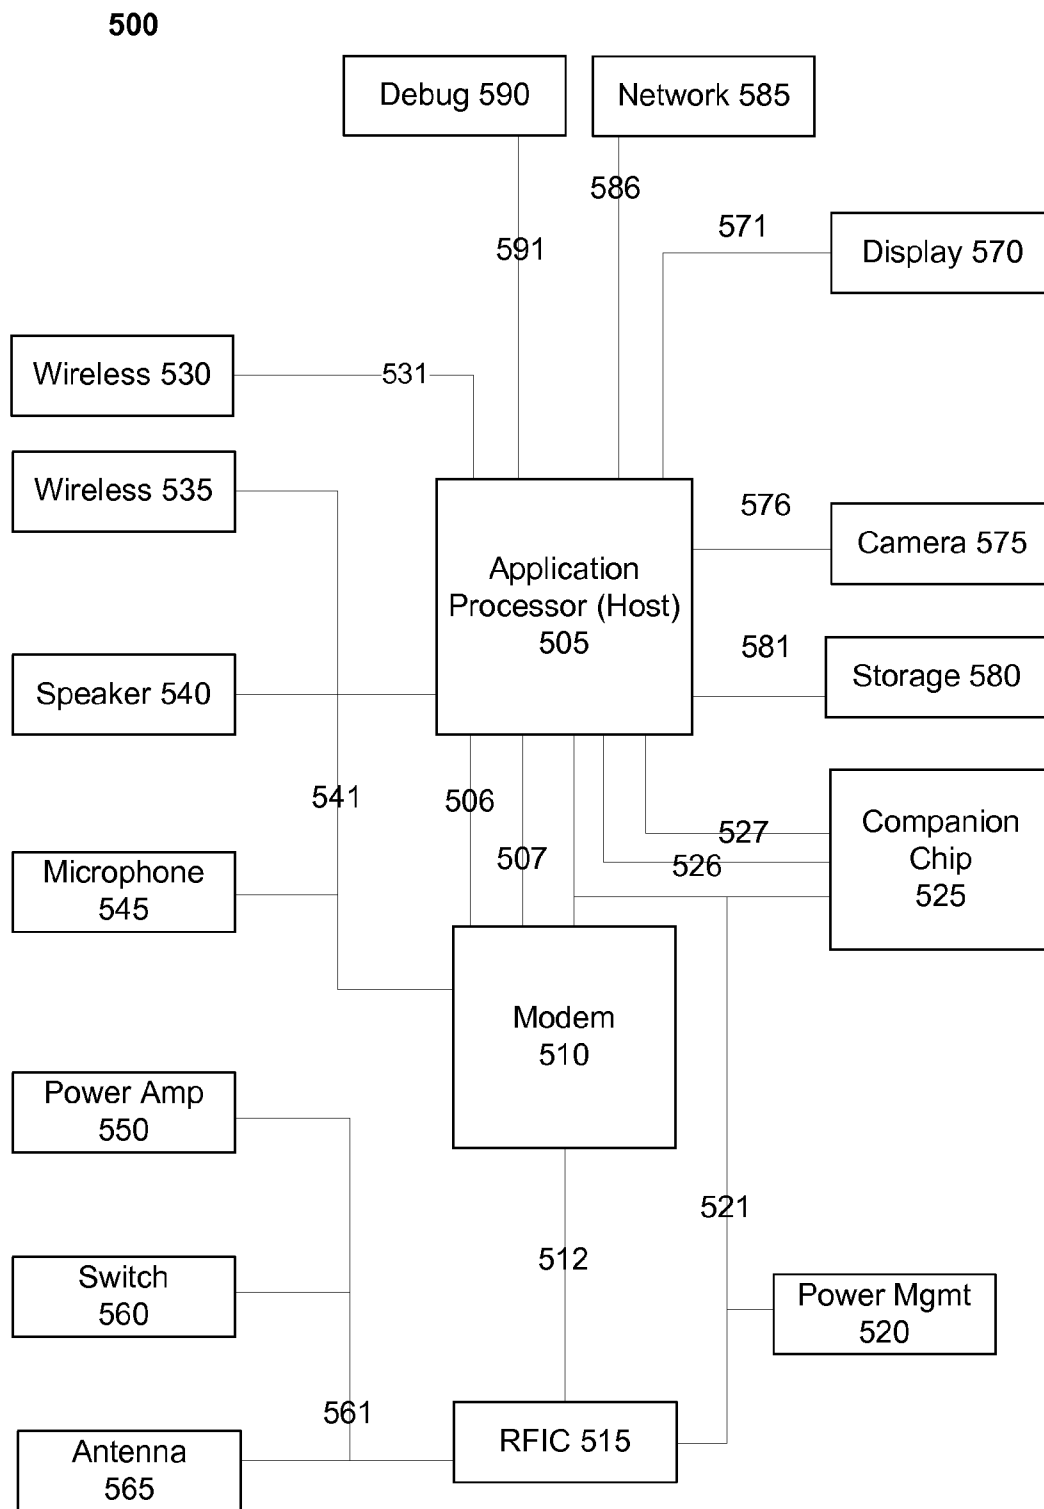 500
Debug 590
Network 585
586
571
591
Display 570
Wireless 530
531
Wireless 535
576
Camera 575
Application
Processor (Host)
505
581
Storage 580
Speaker 540
541
506
507
527
526
Companion
Chip
525
Microphone
545
Modem
510
Power Amp
550
521
512
Switch
560
Power Mgmt
520
561
RFIC 515
Antenna
565